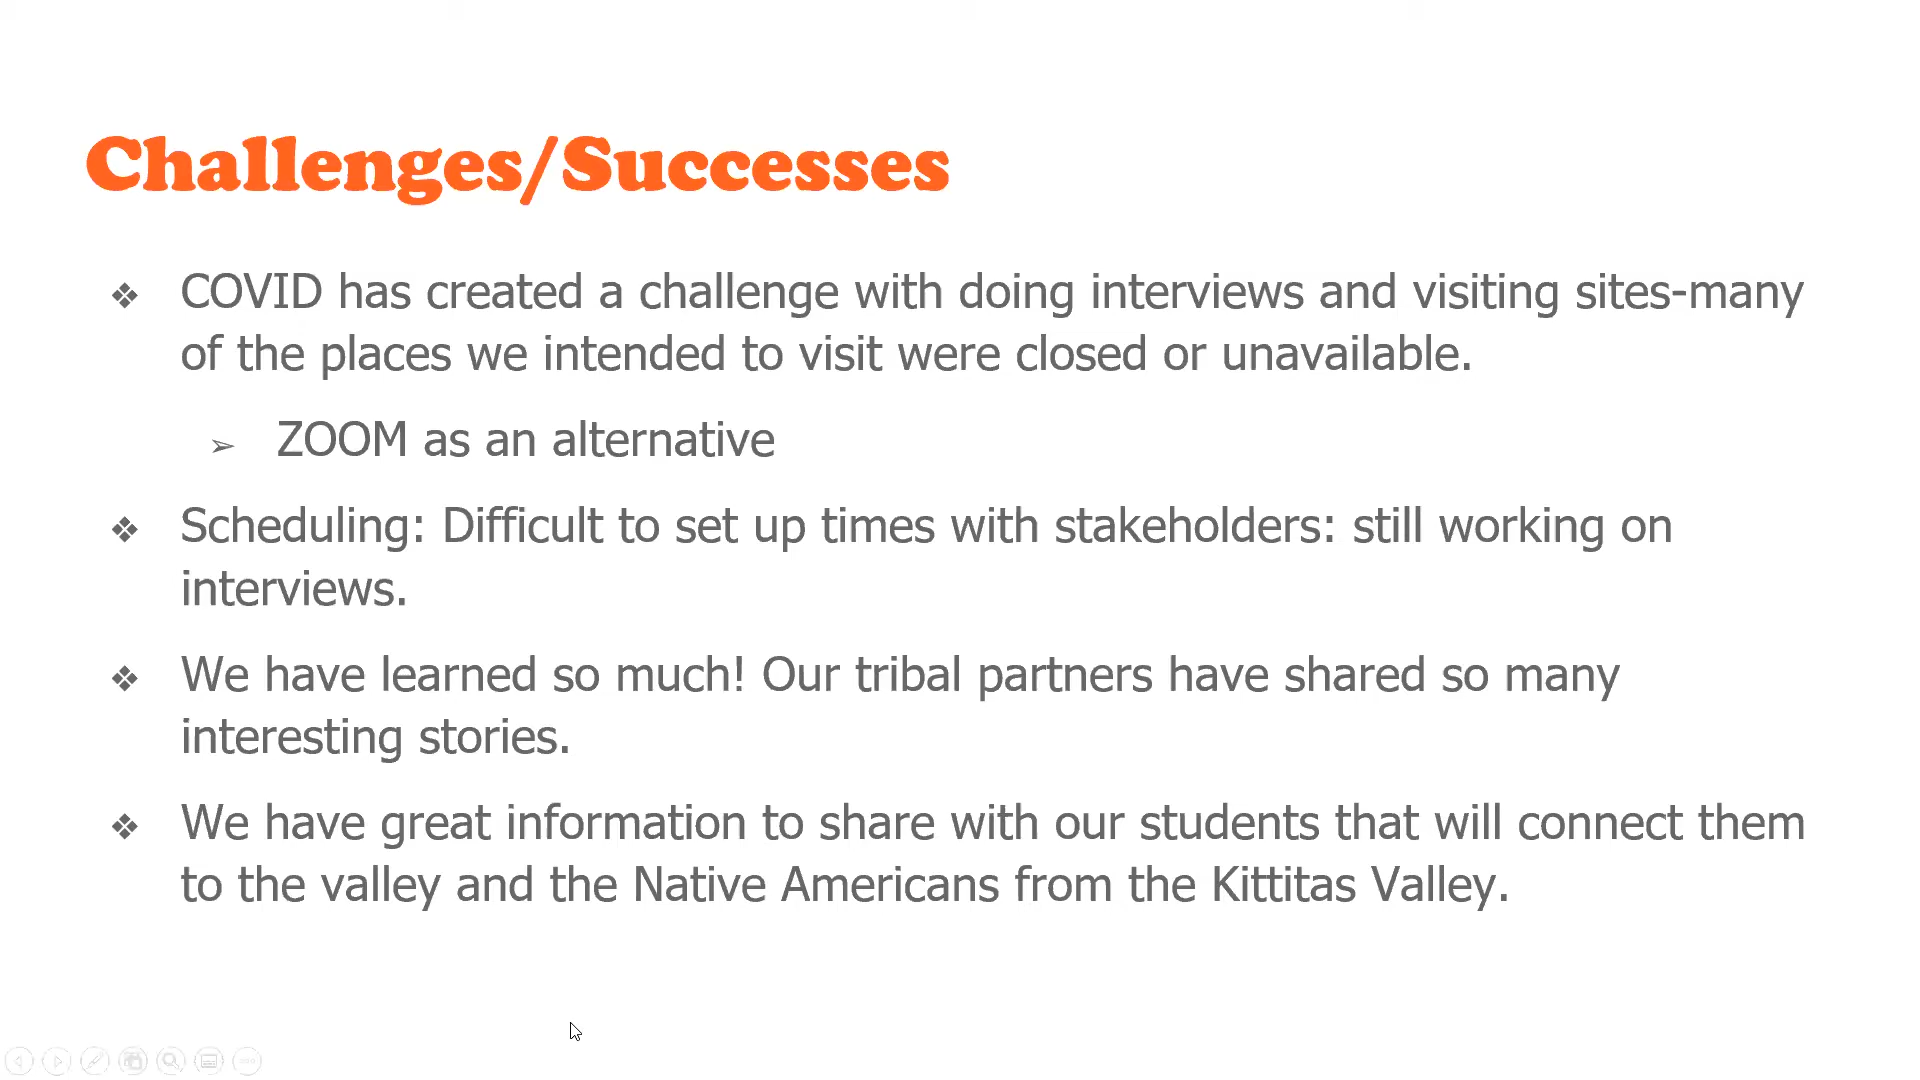 Challenges/Successes
❖ COVID has created a challenge with doing interviews and visiting sites-many
of the places we intended to visit were closed or unavailable.
➢ ZOOM as an alternative
❖ Scheduling: Difficult to set up times with stakeholders: still working on
interviews.
❖ We have learned so much! Our tribal partners have shared so many
interesting stories.
❖ We have great information to share with our students that will connect them
to the valley and the Native Americans from the Kittitas Valley.